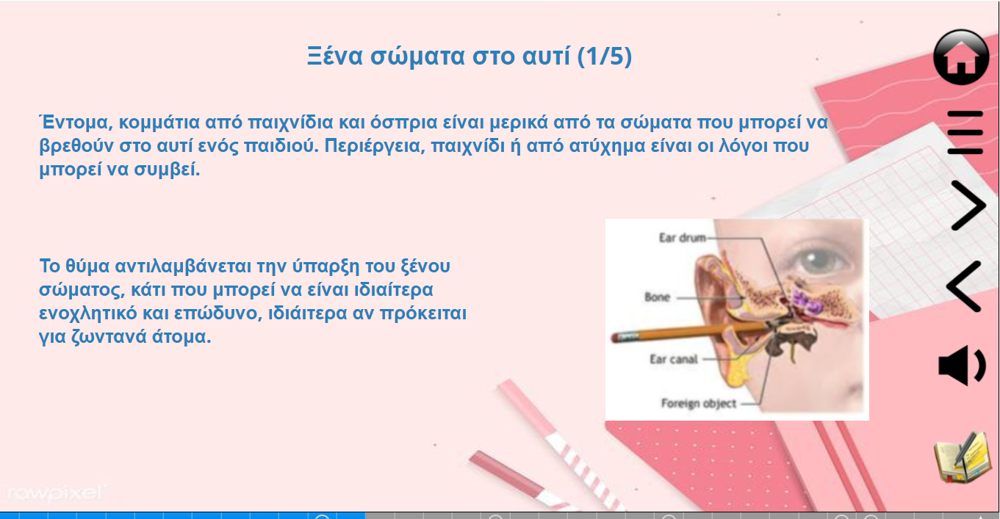 Ξένα σώματα στο αυτί (1/5)
Έντομα, κομμάτια από παιχνίδια και όσπρια είναι μερικά από τα σώματα που μπορεί να
βρεθούν στο αυτί ενός παιδιού. Περιέργεια, παιχνίδι ή από ατύχημα είναι οι λόγοι που
μπορεί να συμβεί.
Το θύμα αντιλαμβάνεται την ύπαρξη του ξένου
σώματος, κάτι που μπορεί να είναι ιδιαίτερα
ενοχλητικό και επώδυνο, ιδιάιτερα αν πρόκειται
για ζωντανά άτομα.
Ear drum
Bone
Ear canal
Foreign object
rawpixel